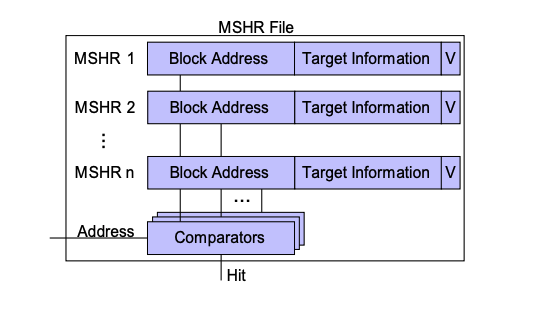 MSHR File
MSHR 1 Block Address Target Information V
MSHR 2 Block Address Target Information V
⋮
MSHR n Block Address Target Information V
...
Address Comparators
Hit